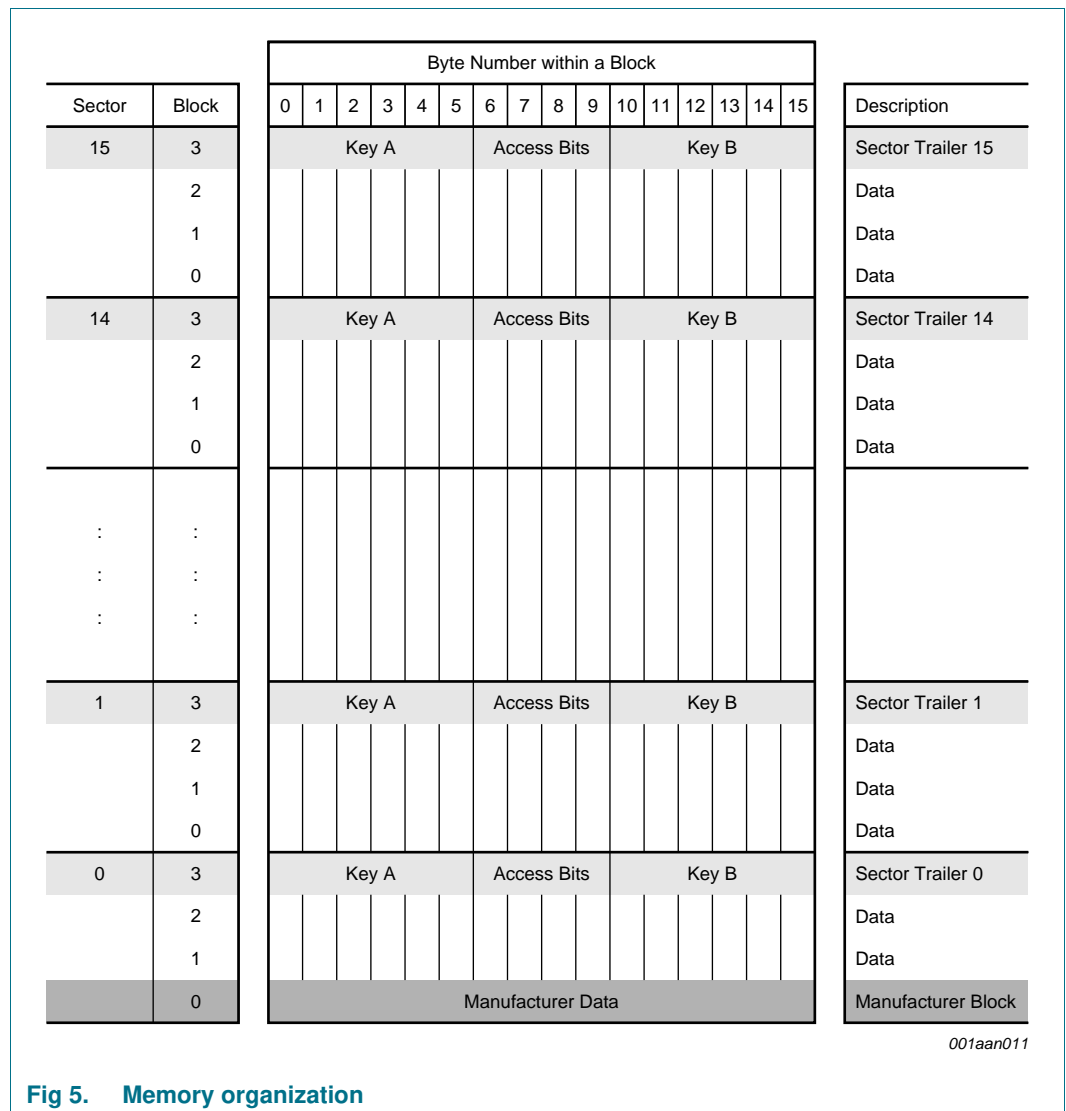 Byte Number within a Block
Sector Block 0 1 2 3 4 5 6 7 8 9 10 11 12 13 14 15 Description
15 3 Key A Access Bits Key B Sector Trailer 15
2 Data
1 Data
0 Data
14 3 Key A Access Bits Key B Sector Trailer 14
2 Data
1 Data
0 Data
: :
: :
: :
1 3 Key A Access Bits Key B Sector Trailer 1
2 Data
1 Data
0 Data
0 3 Key A Access Bits Key B Sector Trailer 0
2 Data
1 Data
0 Manufacturer Data Manufacturer Block
001aan011
Fig 5. Memory organization